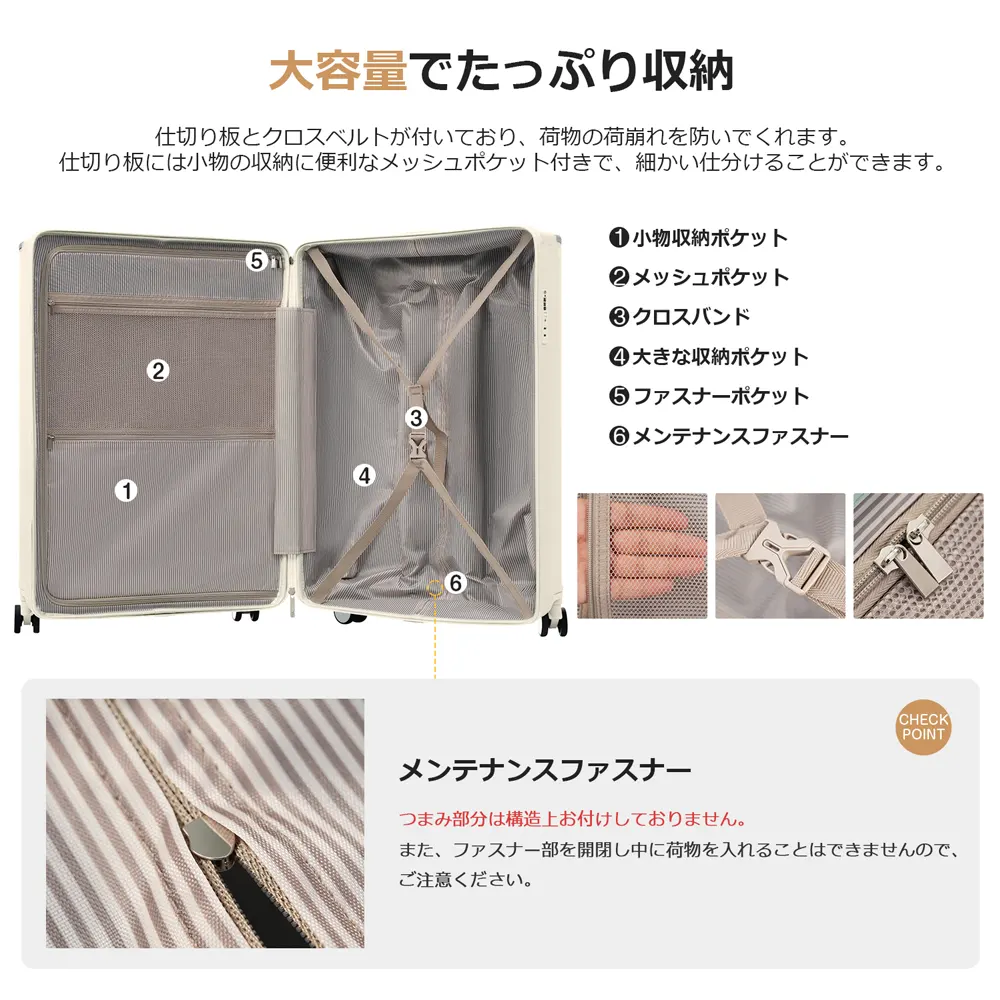 大容量でたっぷり収納
仕切り板とクロスベルトが付いており、荷物の荷崩れを防いでくれます。
仕切り板には小物の収納に便利なメッシュポケット付きで、細かい仕分けることができます。
❶小物収納ポケット
❷メッシュポケット
❸クロスバンド
❹大きな収納ポケット
❺ファスナーポケット
❻メンテナンスファスナー
5
2
3
4
1
6
CHECK
POINT
メンテナンスファスナー
つまみ部分は構造上お付けしておりません。
また、ファスナー部を開閉し中に荷物を入れることはできませんので、
ご注意ください。